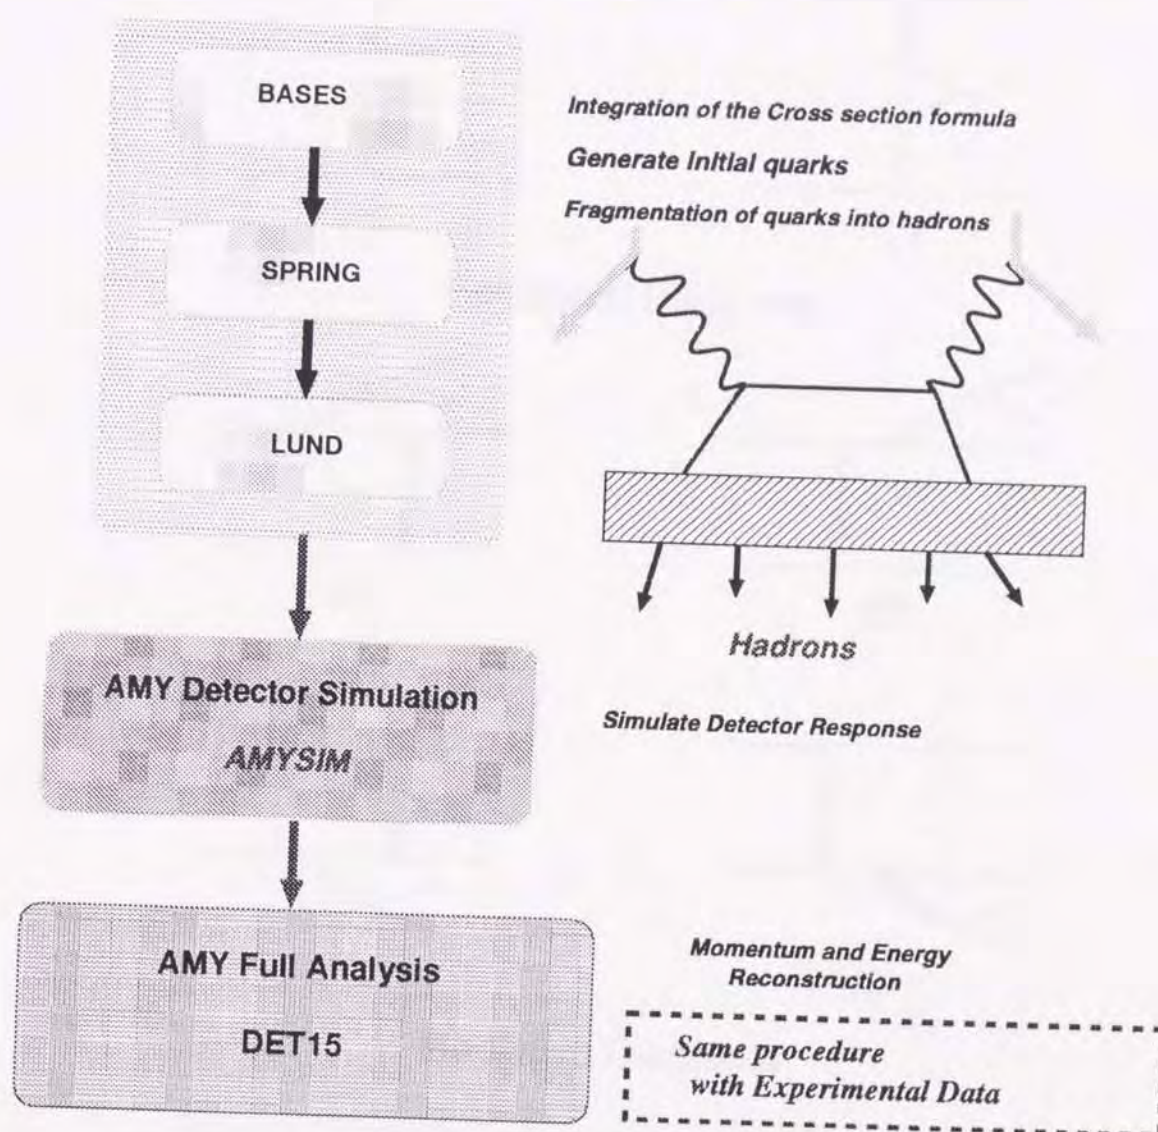 BASES
SPRING
LUND
Integration of the Cross section formula
Generate initial quarks
Fragmentation of quarks into hadrons
Hadrons
AMY Detector Simulation
AMYSIM
Simulate Detector Response
AMY Full Analysis
DET15
Momentum and Energy
Reconstruction
Same procedure
with Experimental Data